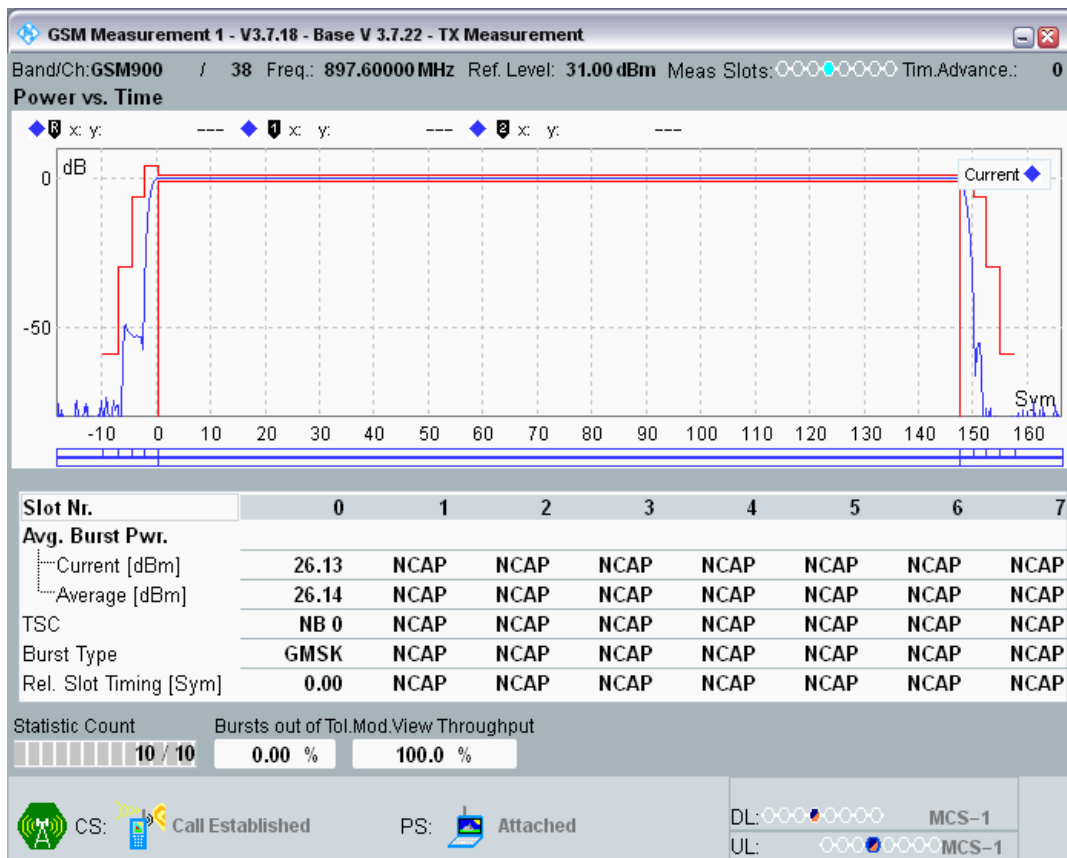 GSM Measurement 1 - V3.7.18 - Base V 3.7.22 - TX Measurement
Band/Ch:GSM900 / 38 Freq.: 897.60000 MHz Ref. Level: 31.00 dBm Meas Slots: Tim.Advance.: 0
Power vs. Time
R x: y: --- 1 x: y: --- 2 x: y: ---
dB
0
Current
-50
Sym
-10 0 10 20 30 40 50 60 70 80 90 100 110 120 130 140 150 160
Slot Nr. 0 1 2 3 4 5 6 7
Avg. Burst Pwr.
Current [dBm] 26.13 NCAP NCAP NCAP NCAP NCAP NCAP NCAP
Average [dBm] 26.14 NCAP NCAP NCAP NCAP NCAP NCAP NCAP
TSC NB 0 NCAP NCAP NCAP NCAP NCAP NCAP NCAP
Burst Type GMSK NCAP NCAP NCAP NCAP NCAP NCAP NCAP
Rel. Slot Timing [Sym] 0.00 NCAP NCAP NCAP NCAP NCAP NCAP NCAP
Statistic Count Bursts out of Tol.Mod.View Throughput
10 / 10 0.00 % 100.0 %
CS: Call Established PS: Attached
DL: MCS-1
UL: MCS-1